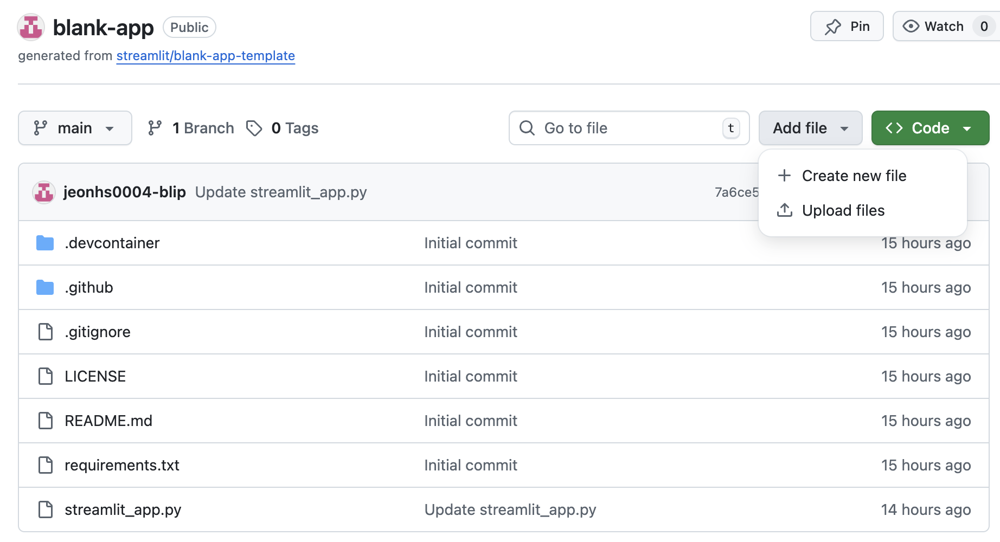 blank-app Public Pin Watch 0
generated from streamlit/blank-app-template
main 1 Branch 0 Tags Go to file t Add file Code
Create new file
Upload files
jeonhs0004-blip Update streamlit_app.py 7a6ce5
.devcontainer Initial commit 15 hours ago
.github Initial commit 15 hours ago
.gitignore Initial commit 15 hours ago
LICENSE Initial commit 15 hours ago
README.md Initial commit 15 hours ago
requirements.txt Initial commit 15 hours ago
streamlit_app.py Update streamlit_app.py 14 hours ago